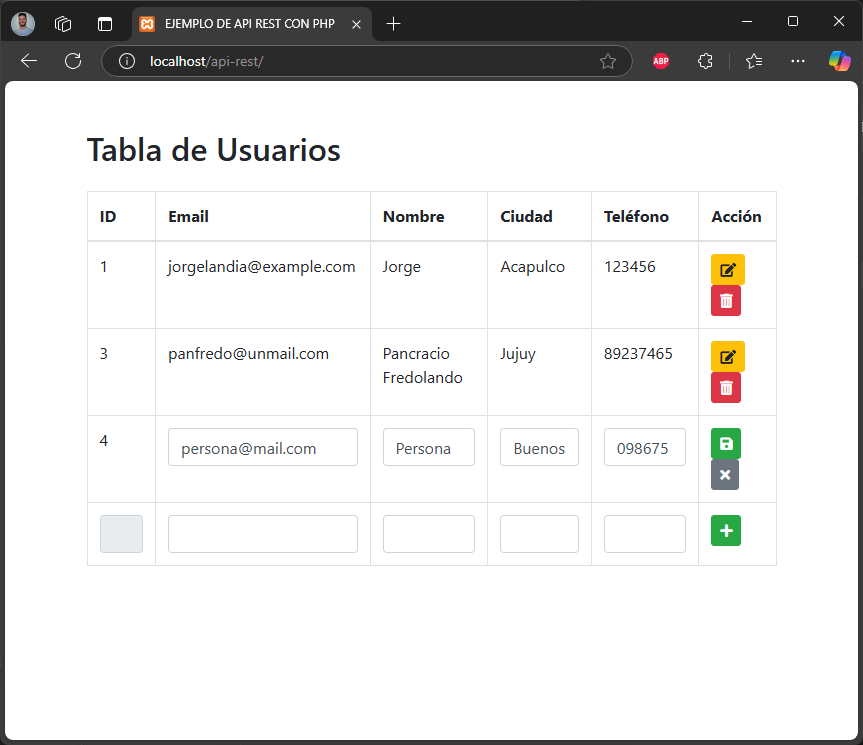 EJEMPLO DE API REST CON PHP
localhost/api-rest/
ABP
Tabla de Usuarios
ID Email Nombre Ciudad Teléfono Acción
1 jorgelandia@example.com Jorge Acapulco 123456
3 panfredo@unmail.com Pancracio Jujuy 89237465
Fredolando
4 persona@mail.com Persona Buenos 098675